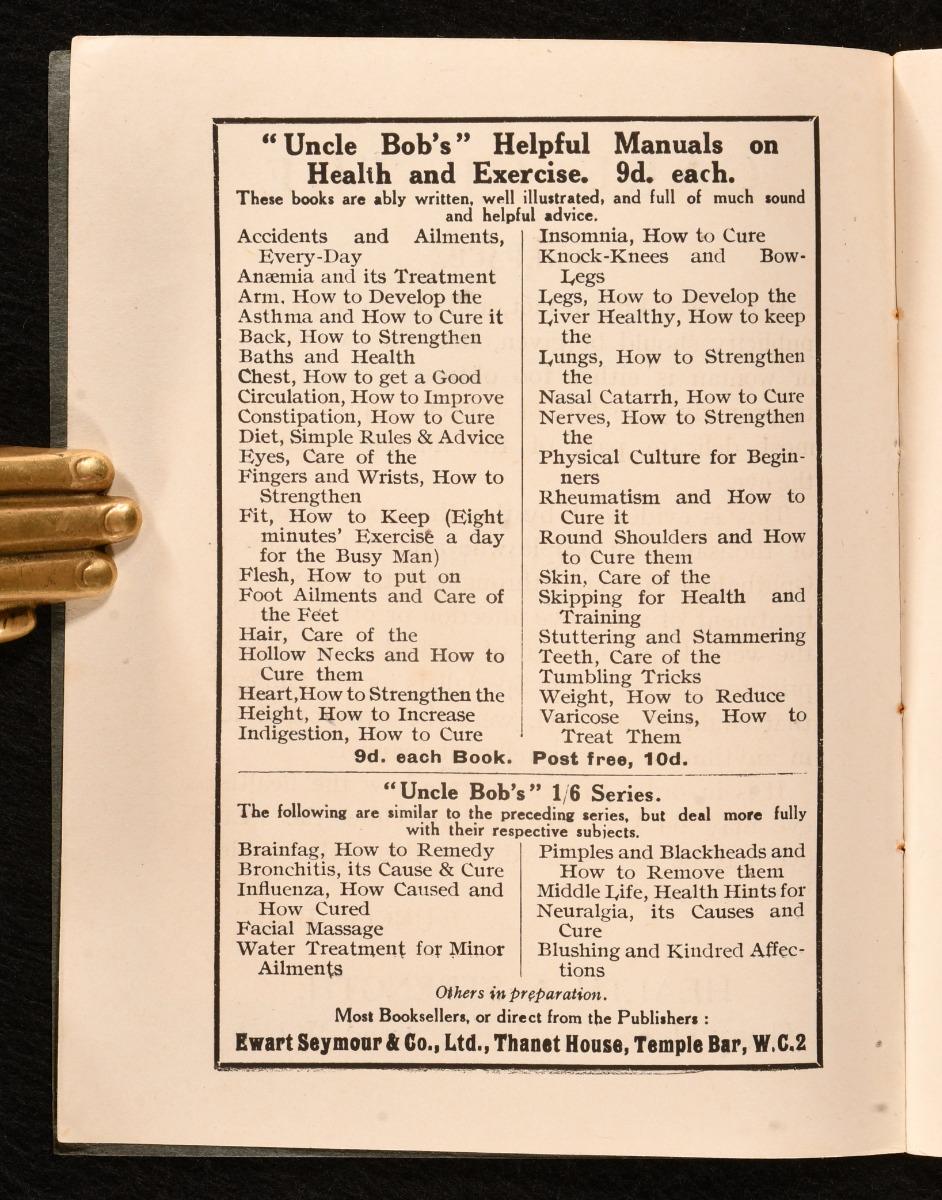 “Uncle Bob’s” Helpful Manuals on
Health and Exercise. 9d. each.
These books are ably written, well illustrated, and full of much sound
and helpful advice.
Accidents and Ailments,
Every-Day
Anæmia and its Treatment
Arm, How to Develop the
Asthma and How to Cure it
Back, How to Strengthen
Baths and Health
Chest, How to get a Good
Circulation, How to Improve
Constipation, How to Cure
Diet, Simple Rules & Advice
Eyes, Care of the
Fingers and Wrists, How to
Strengthen
Fit, How to Keep (Eight
minutes’ Exercise a day
for the Busy Man)
Flesh, How to put on
Foot Ailments and Care of
the Feet
Hair, Care of the
Hollow Necks and How to
Cure them
Heart, How to Strengthen the
Height, How to Increase
Indigestion, How to Cure
Insomnia, How to Cure
Knock-Knees and Bow-
Legs
Legs, How to Develop the
Liver Healthy, How to keep
the
Lungs, How to Strengthen
the
Nasal Catarrh, How to Cure
Nerves, How to Strengthen
the
Physical Culture for Begin-
ners
Rheumatism and How to
Cure it
Round Shoulders and How
to Cure them
Skin, Care of the
Skipping for Health and
Training
Stuttering and Stammering
Teeth, Care of the
Tumbling Tricks
Weight, How to Reduce
Varicose Veins, How to
Treat Them
9d. each Book. Post free, 10d.
“Uncle Bob’s” 1/6 Series.
The following are similar to the preceding series, but deal more fully
with their respective subjects.
Brainfag, How to Remedy
Bronchitis, its Cause & Cure
Influenza, How Caused and
How Cured
Facial Massage
Water Treatment for Minor
Ailments
Pimples and Blackheads and
How to Remove them
Middle Life, Health Hints for
Neuralgia, its Causes and
Cure
Blushing and Kindred Affec-
tions
Others in preparation.
Most Booksellers, or direct from the Publishers :
Ewart Seymour & Co., Ltd., Thanet House, Temple Bar, W.C.2